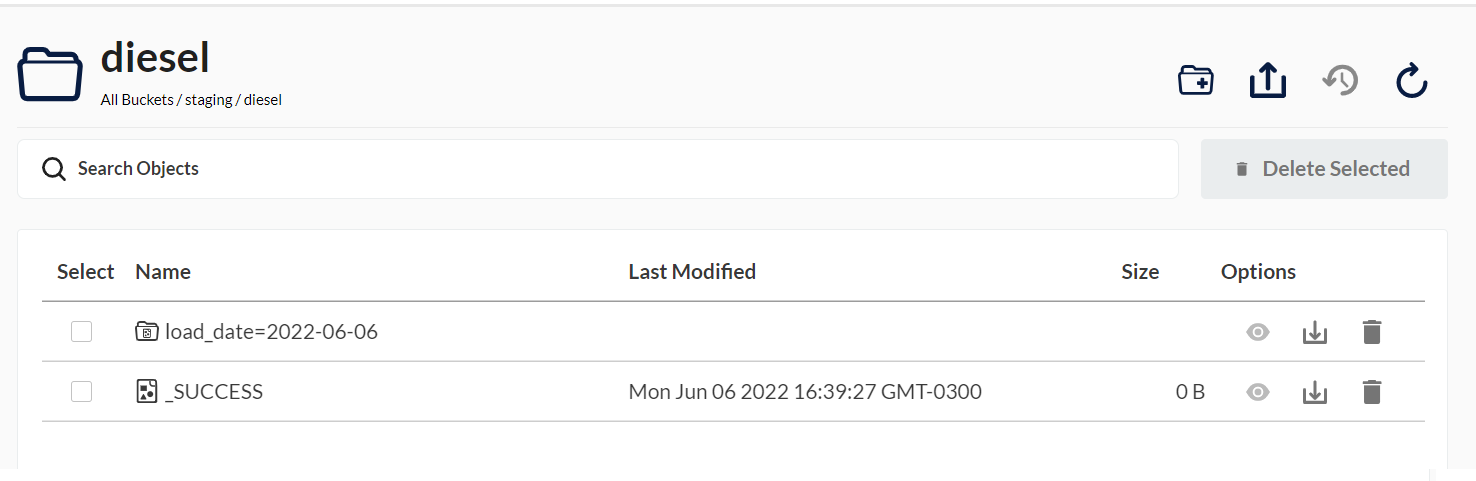 diesel
All Buckets / staging / diesel
Search Objects
Delete Selected
Select Name Last Modified Size Options
load_date=2022-06-06
_SUCCESS Mon Jun 06 2022 16:39:27 GMT-0300 0 B